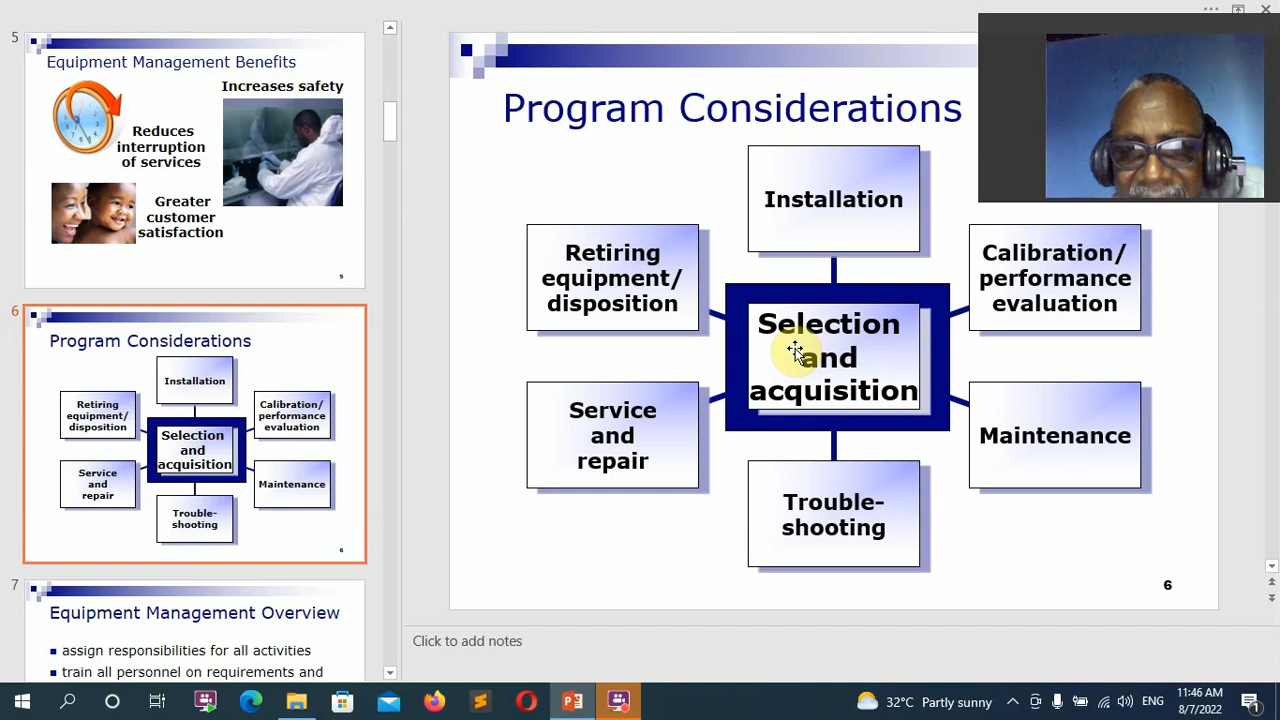 5
Equipment Management Benefits
Increases safety
Reduces
interruption
of services
Greater
customer
satisfaction
5
6
Program Considerations
Installation
Retiring
equipment/
disposition
Calibration/
performance
evaluation
Selection
and
acquisition
Service
and
repair
Maintenance
Trouble-
shooting
6
7
Equipment Management Overview
assign responsibilities for all activities
train all personnel on requirements and
Program Considerations
Installation
Retiring
equipment/
disposition
Calibration/
performance
evaluation
Selection
and
acquisition
Service
and
repair
Maintenance
Trouble-
shooting
6
Click to add notes
32°C Partly sunny
ENG
11:46 AM
8/7/2022
1